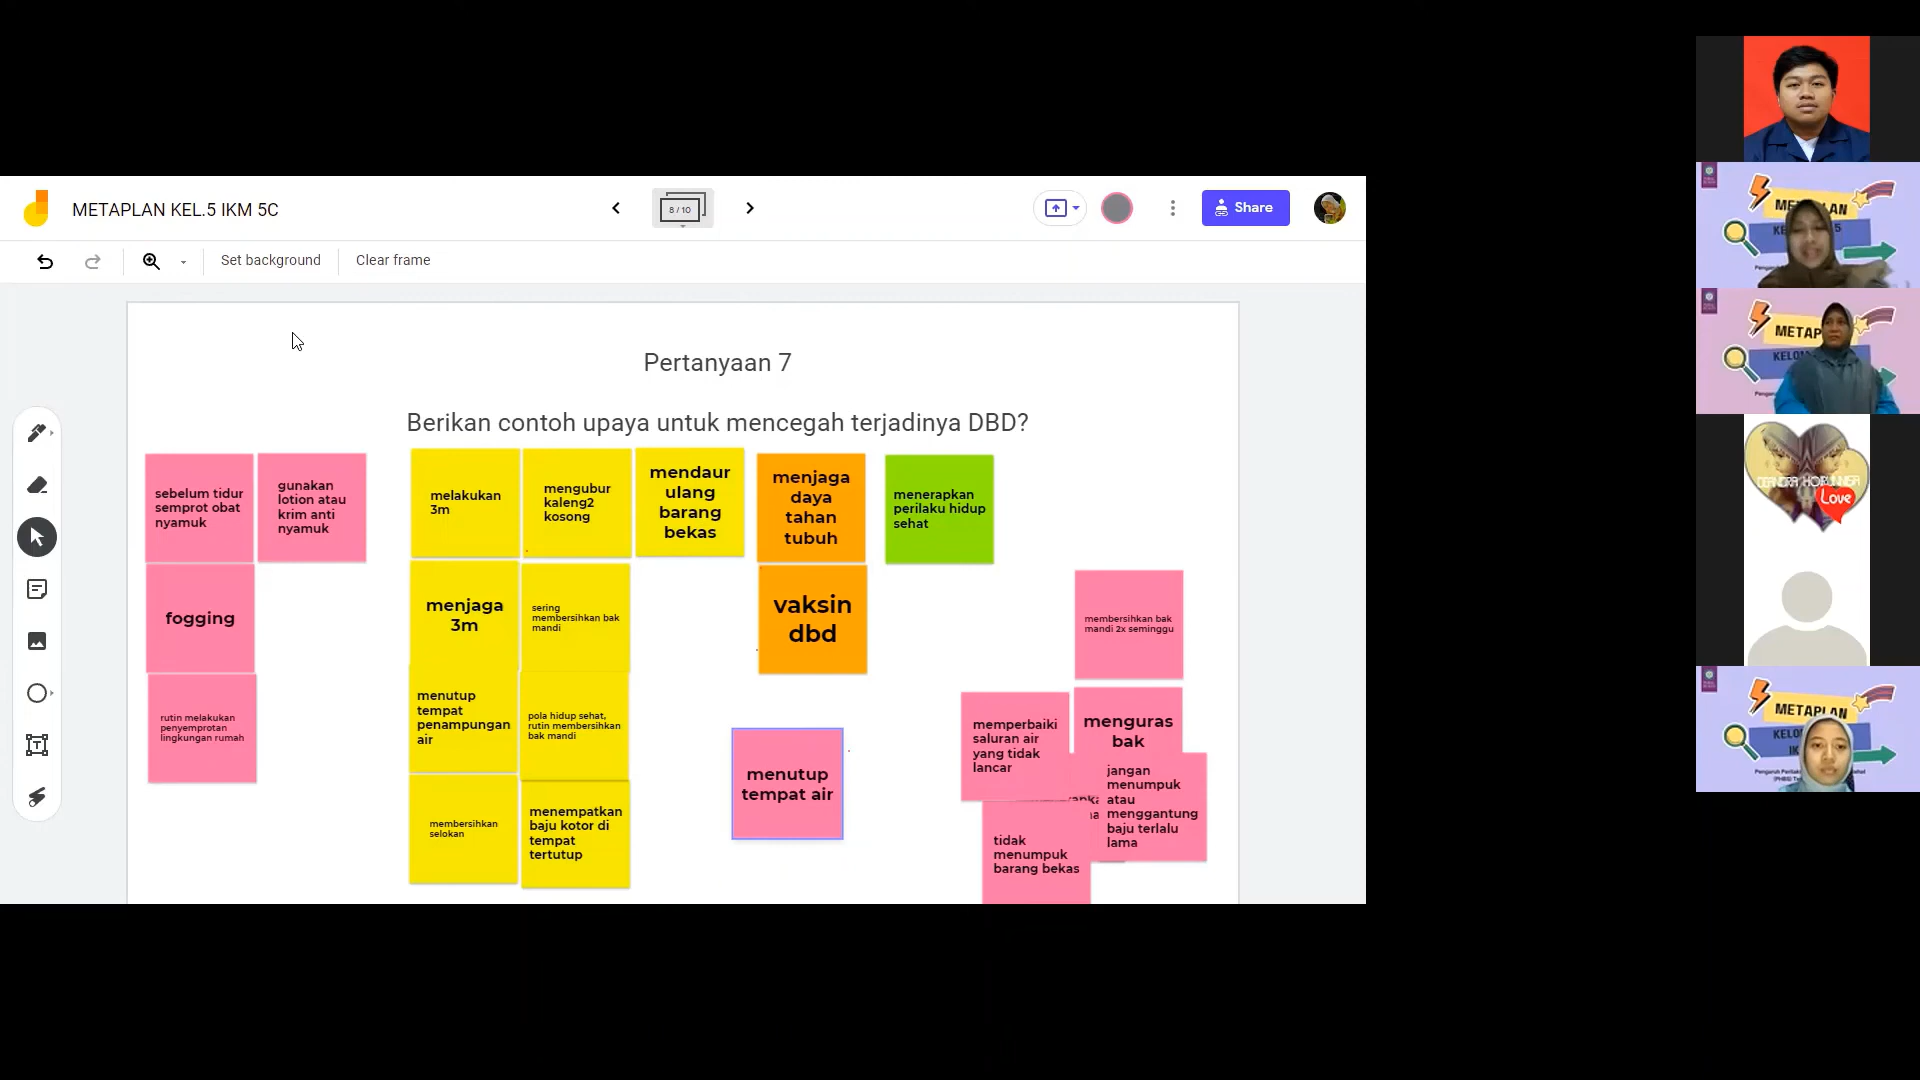 METAPLAN KEL.5 IKM 5C
8 / 10
Share
Set background
Clear frame
Pertanyaan 7
Berikan contoh upaya untuk mencegah terjadinya DBD?
sebelum tidur
semprot obat
nyamuk
gunakan
lotion atau
krim anti
nyamuk
fogging
rutin melakukan
penyemprotan
lingkungan rumah
melakukan
3m
mengubur
kaleng2
kosong
mendaur
ulang
barang
bekas
menjaga
3m
sering
membersihkan bak
mandi
menutup
tempat
penampungan
air
pola hidup sehat,
rutin membersihkan
bak mandi
membersihkan
selokan
menempatkan
baju kotor di
tempat
tertutup
menjaga
daya
tahan
tubuh
vaksin
dbd
menerapkan
perilaku hidup
sehat
menutup
tempat air
membersihkan bak
mandi 2x seminggu
memperbaiki
saluran air
yang tidak
lancar
menguras
bak
jangan
menumpuk
atau
menggantung
baju terlalu
lama
tidak
menumpuk
barang bekas
METAPLAN
Love
METAPLAN